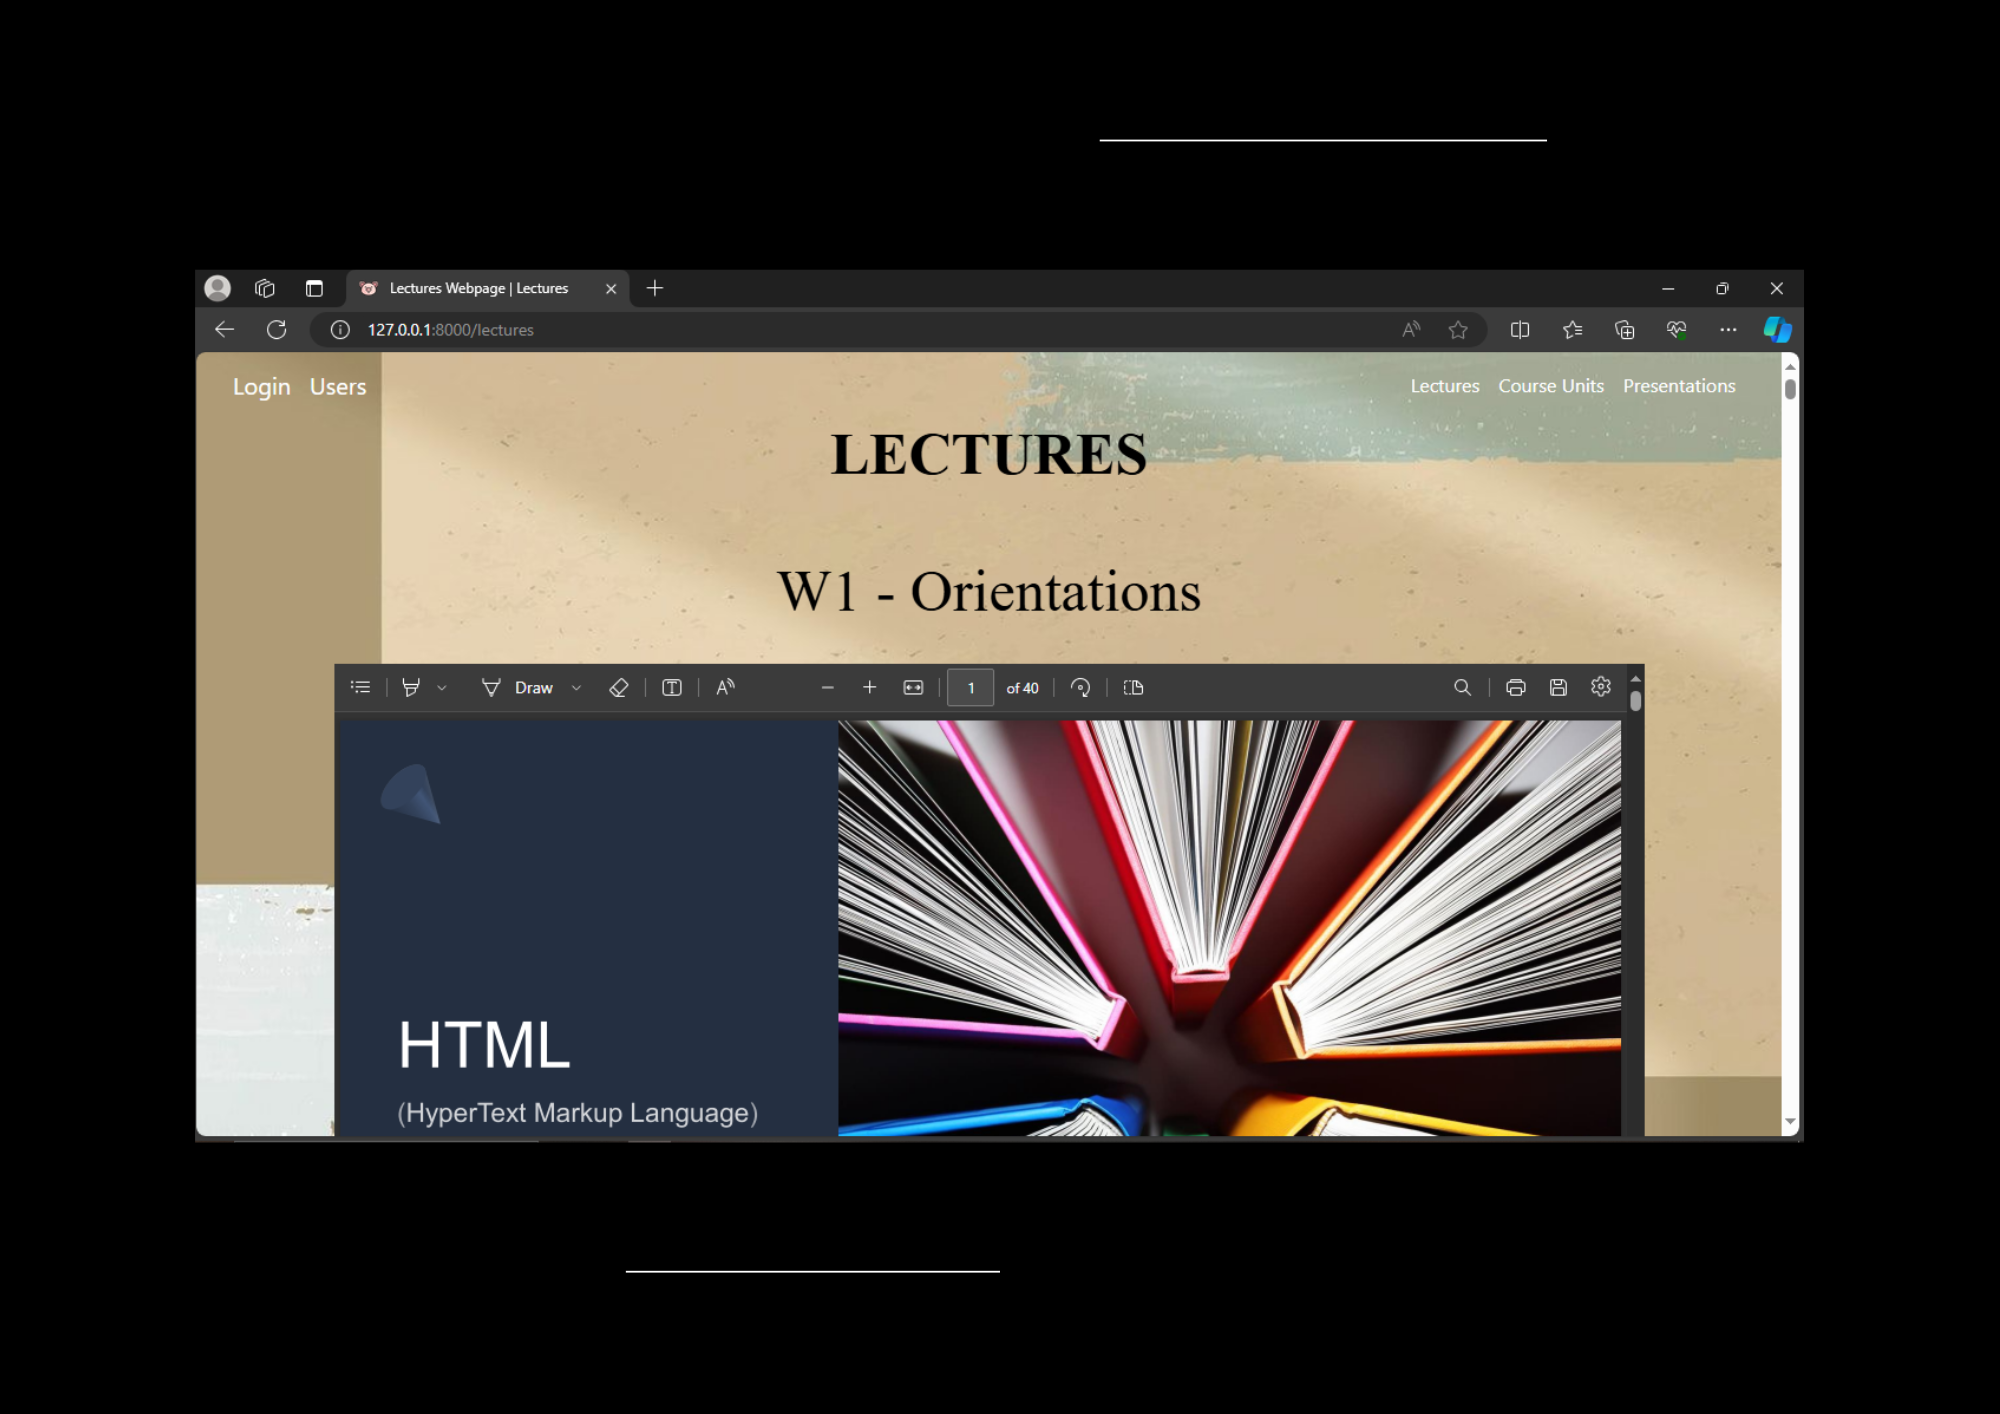 Lectures Webpage | Lectures
127.0.0.1:8000/lectures
Login Users Lectures Course Units Presentations
LECTURES
W1 - Orientations
Draw 1 of 40
HTML
(HyperText Markup Language)